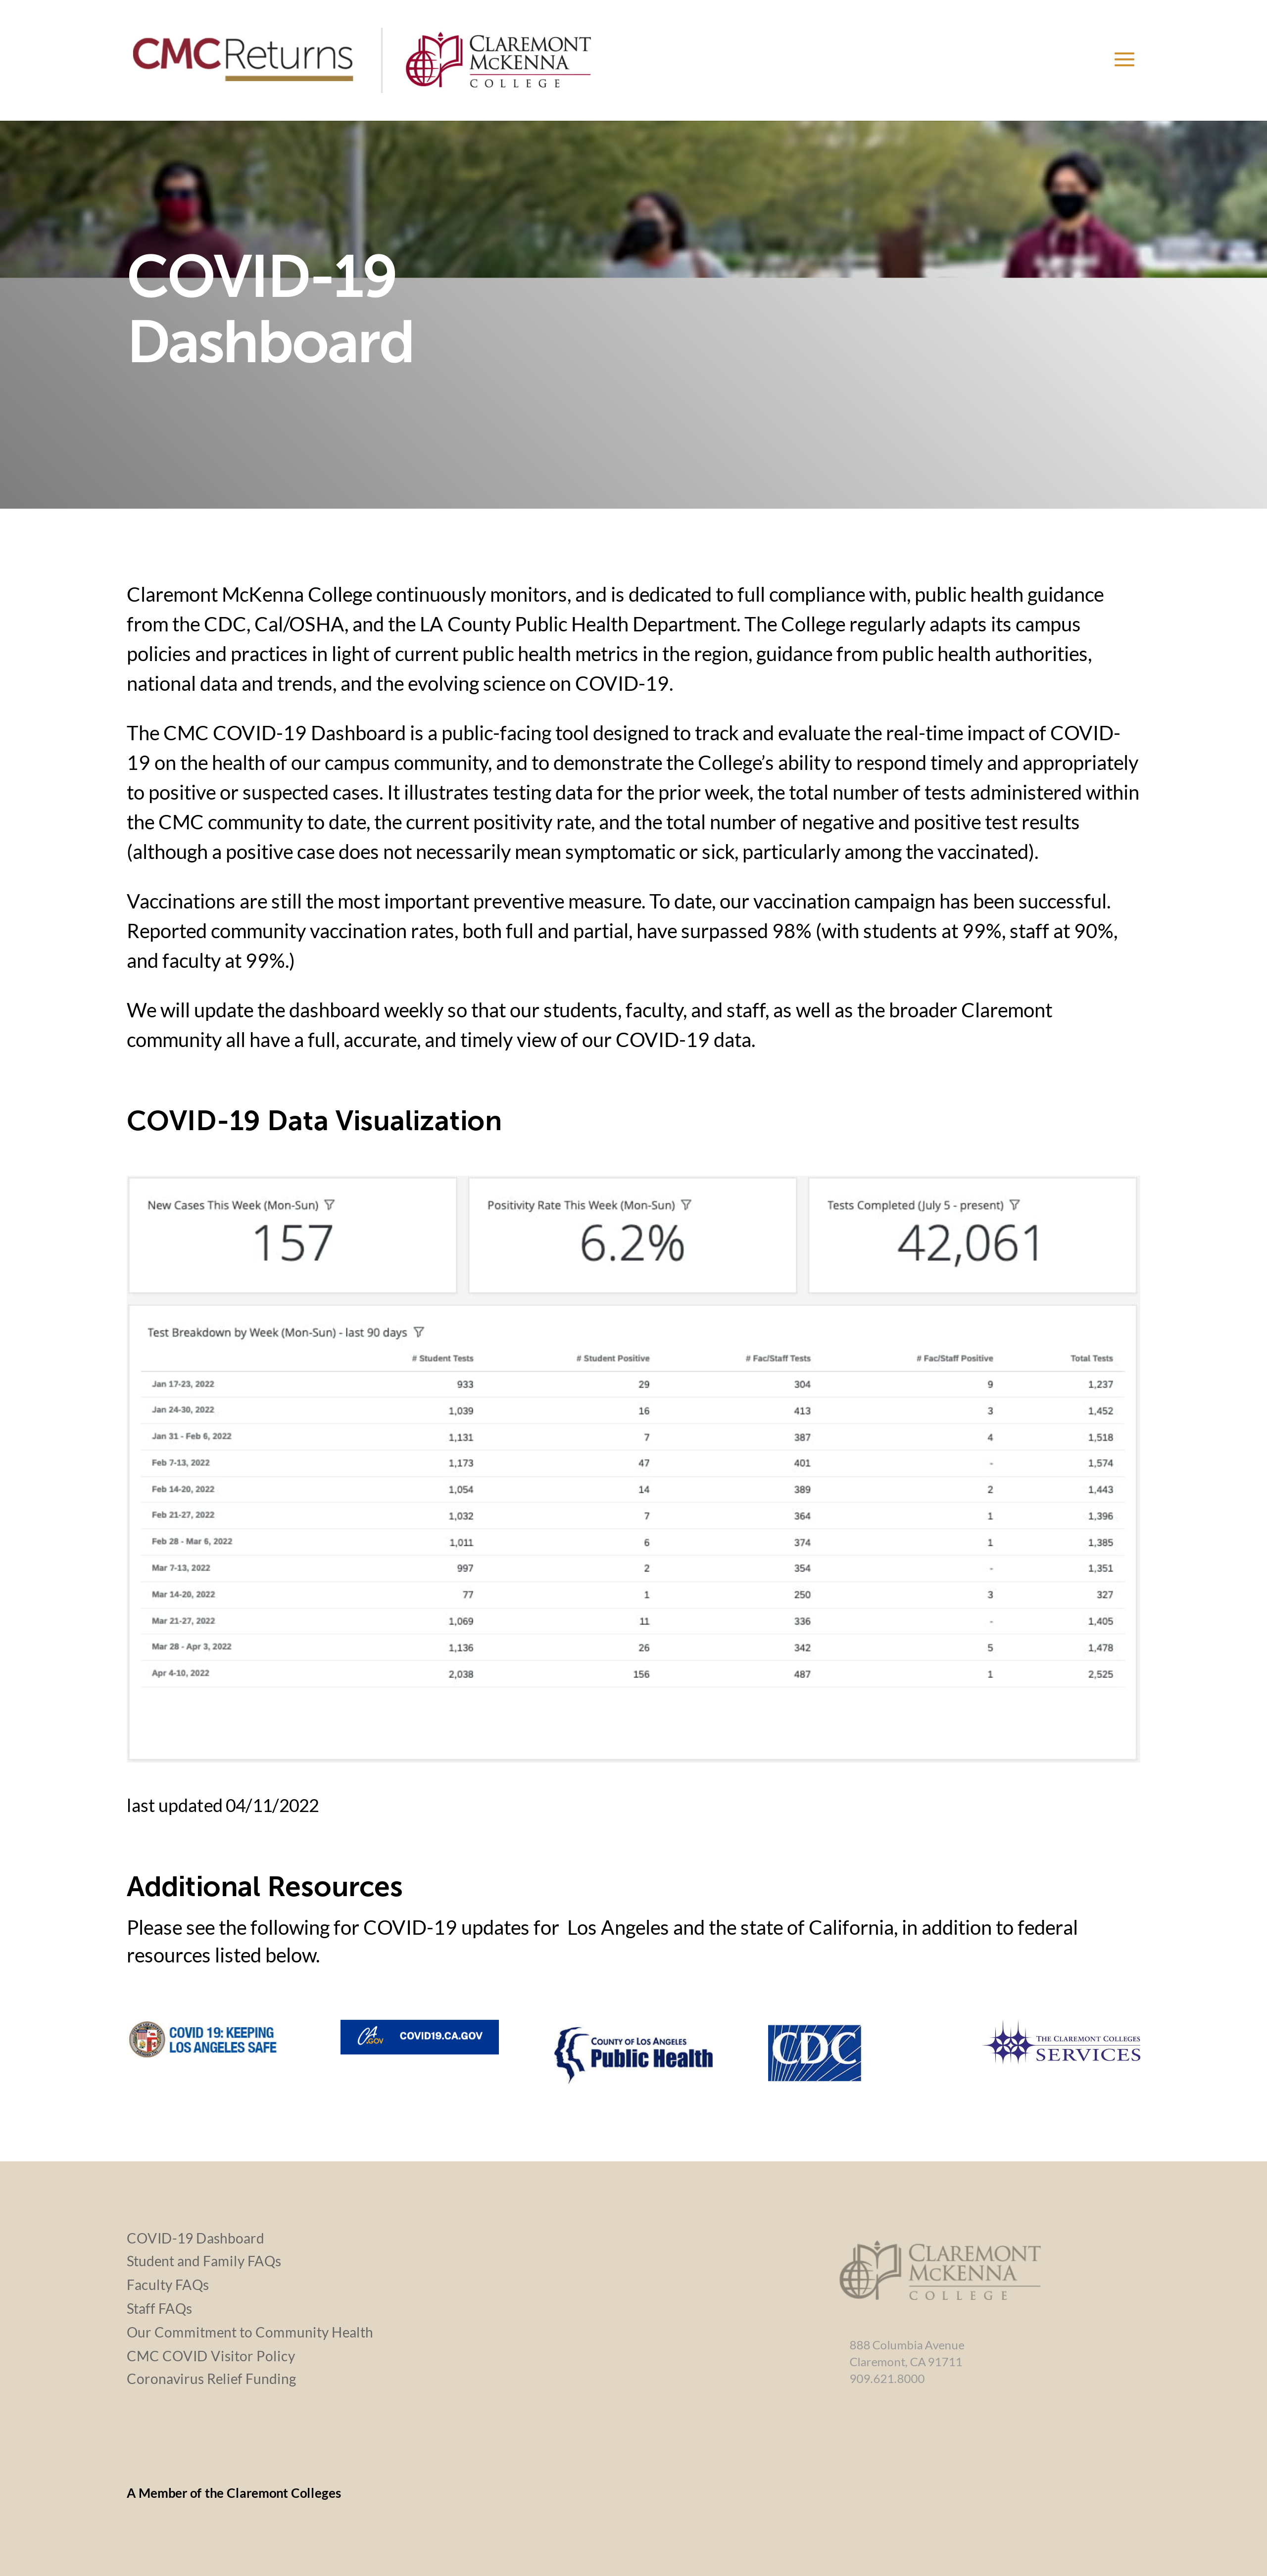 CMCReturns
CLAREMONT
MCKENNA
COLLEGE
COVID-19
Dashboard
Claremont McKenna College continuously monitors, and is dedicated to full compliance with, public health guidance
from the CDC, Cal/OSHA, and the LA County Public Health Department. The College regularly adapts its campus
policies and practices in light of current public health metrics in the region, guidance from public health authorities,
national data and trends, and the evolving science on COVID-19.
The CMC COVID-19 Dashboard is a public-facing tool designed to track and evaluate the real-time impact of COVID-
19 on the health of our campus community, and to demonstrate the College’s ability to respond timely and appropriately
to positive or suspected cases. It illustrates testing data for the prior week, the total number of tests administered within
the CMC community to date, the current positivity rate, and the total number of negative and positive test results
(although a positive case does not necessarily mean symptomatic or sick, particularly among the vaccinated).
Vaccinations are still the most important preventive measure. To date, our vaccination campaign has been successful.
Reported community vaccination rates, both full and partial, have surpassed 98% (with students at 99%, staff at 90%,
and faculty at 99%.)
We will update the dashboard weekly so that our students, faculty, and staff, as well as the broader Claremont
community all have a full, accurate, and timely view of our COVID-19 data.
COVID-19 Data Visualization
New Cases This Week (Mon-Sun)
157
Positivity Rate This Week (Mon-Sun)
6.2%
Tests Completed (July 5 - present)
42,061
Test Breakdown by Week (Mon-Sun) - last 90 days
# Student Tests # Student Positive # Fac/Staff Tests # Fac/Staff Positive Total Tests
Jan 17-23, 2022 933 29 304 9 1,237
Jan 24-30, 2022 1,039 16 413 3 1,452
Jan 31 - Feb 6, 2022 1,131 7 387 4 1,518
Feb 7-13, 2022 1,173 47 401 - 1,574
Feb 14-20, 2022 1,054 14 389 2 1,443
Feb 21-27, 2022 1,032 7 364 1 1,396
Feb 28 - Mar 6, 2022 1,011 6 374 1 1,385
Mar 7-13, 2022 997 2 354 - 1,351
Mar 14-20, 2022 77 1 250 3 327
Mar 21-27, 2022 1,069 11 336 - 1,405
Mar 28 - Apr 3, 2022 1,136 26 342 5 1,478
Apr 4-10, 2022 2,038 156 487 1 2,525
last updated 04/11/2022
Additional Resources
Please see the following for COVID-19 updates for  Los Angeles and the state of California, in addition to federal
resources listed below.
COVID 19: KEEPING
LOS ANGELES SAFE
CA.GOV COVID19.CA.GOV
COUNTY OF LOS ANGELES
Public Health
CDC
THE CLAREMONT COLLEGES
SERVICES
COVID-19 Dashboard
Student and Family FAQs
Faculty FAQs
Staff FAQs
Our Commitment to Community Health
CMC COVID Visitor Policy
Coronavirus Relief Funding
CLAREMONT
MCKENNA
COLLEGE
888 Columbia Avenue
Claremont, CA 91711
909.621.8000
A Member of the Claremont Colleges